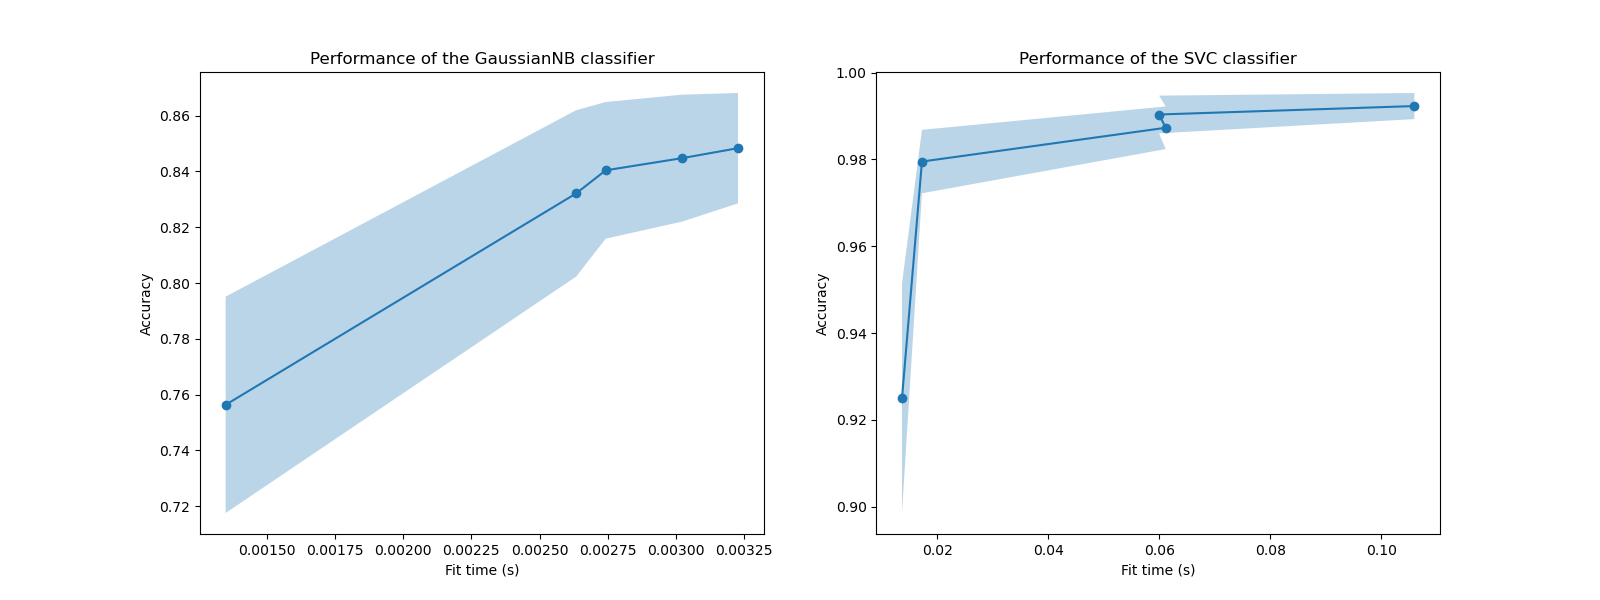 Performance of the GaussianNB classifier
Accuracy
0.86
0.84
0.82
0.80
0.78
0.76
0.74
0.72
0.00150 0.00175 0.00200 0.00225 0.00250 0.00275 0.00300 0.00325
Fit time (s)
Performance of the SVC classifier
Accuracy
1.00
0.98
0.96
0.94
0.92
0.90
0.02 0.04 0.06 0.08 0.10
Fit time (s)